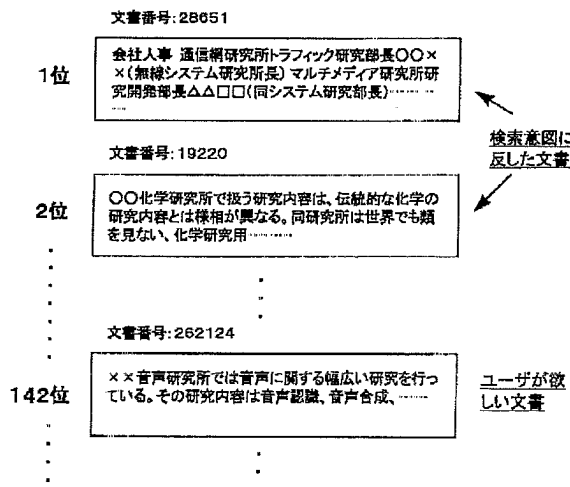 文書番号:28651
1位
会社人事 通信網研究所トラフィック研究部長〇〇×
×(無線システム研究所長) マルチメディア研究所研
究開発部長△△□□(同システム研究部長)…………
……
検索意図に
反した文書
文書番号:19220
2位
〇〇化学研究所で扱う研究内容は、伝統的な化学の
研究内容とは様相が異なる。同研究所は世界でも類
を見ない、化学研究用…………
文書番号:262124
142位
××音声研究所では音声に関する幅広い研究を行っ
ている。その研究内容は音声認識、音声合成、………
ユーザが欲
しい文書